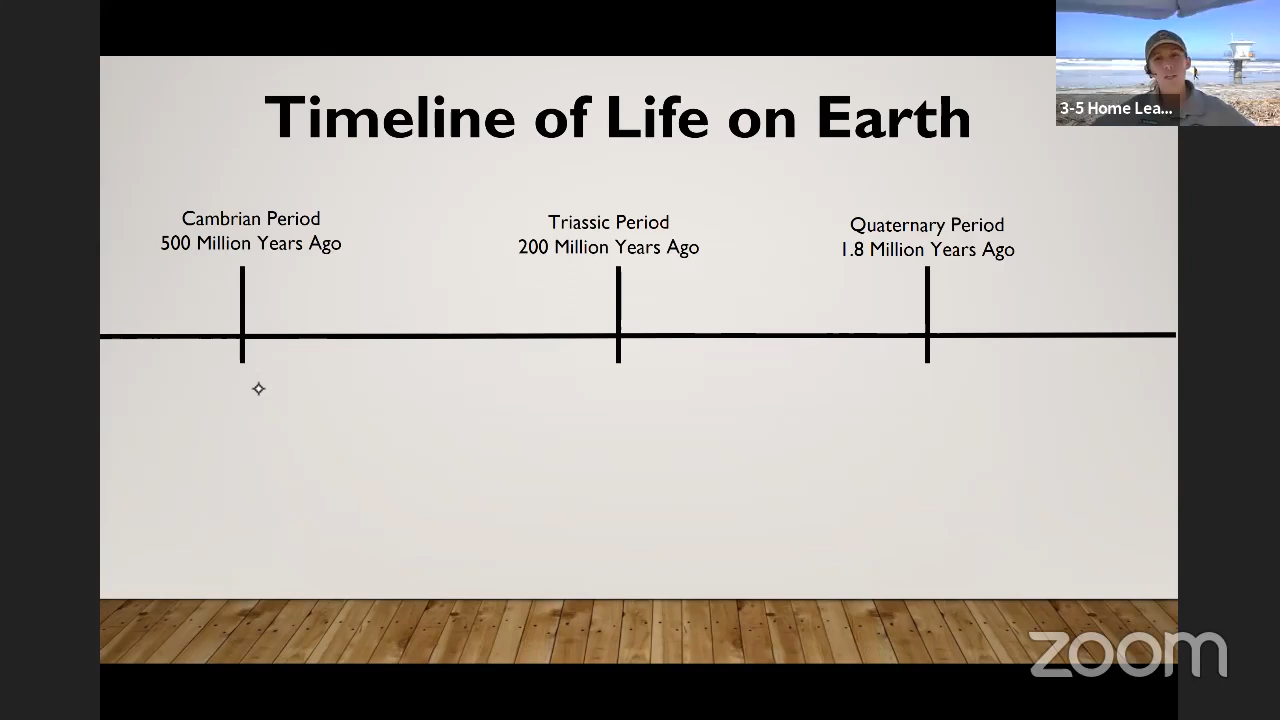 Timeline of Life on Earth
3-5 Home Lea...
Cambrian Period
500 Million Years Ago
Triassic Period
200 Million Years Ago
Quaternary Period
1.8 Million Years Ago
zoom